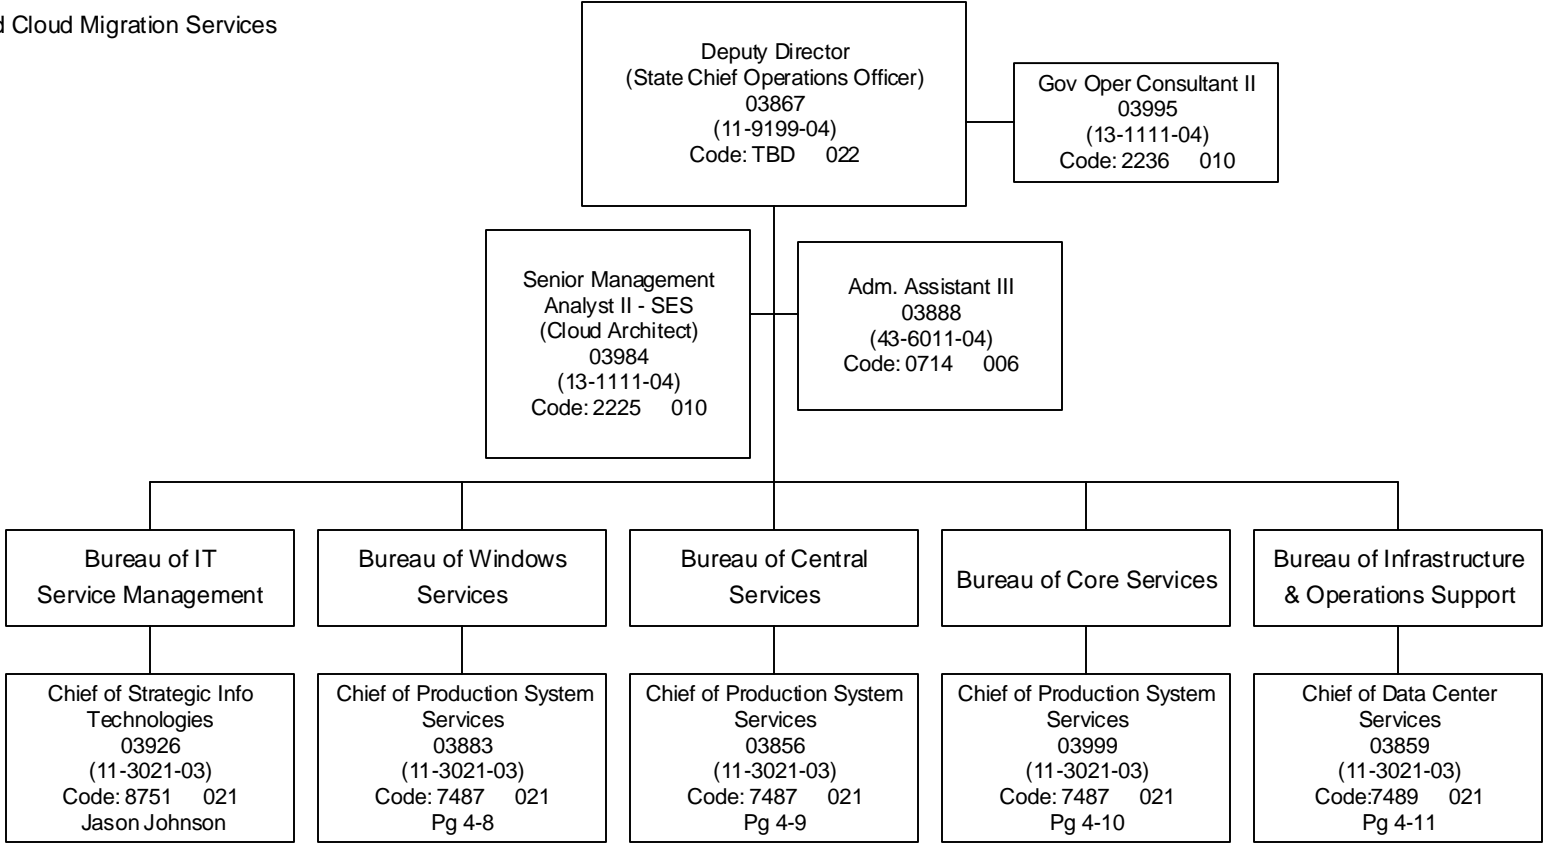 Cloud Migration Services
Deputy Director
(State Chief Operations Officer)
03867
(11-9199-04)
Code: TBD 022
Gov Oper Consultant II
03995
(13-1111-04)
Code: 2236 010
Senior Management
Analyst II - SES
(Cloud Architect)
03984
(13-1111-04)
Code: 2225 010
Adm. Assistant III
03888
(43-6011-04)
Code: 0714 006
Bureau of IT
Service Management
Bureau of Windows
Services
Bureau of Central
Services
Bureau of Core Services
Bureau of Infrastructure
& Operations Support
Chief of Strategic Info
Technologies
03926
(11-3021-03)
Code: 8751 021
Jason Johnson
Chief of Production System
Services
03883
(11-3021-03)
Code: 7487 021
Pg 4-8
Chief of Production System
Services
03856
(11-3021-03)
Code: 7487 021
Pg 4-9
Chief of Production System
Services
03999
(11-3021-03)
Code: 7487 021
Pg 4-10
Chief of Data Center
Services
03859
(11-3021-03)
Code:7489 021
Pg 4-11